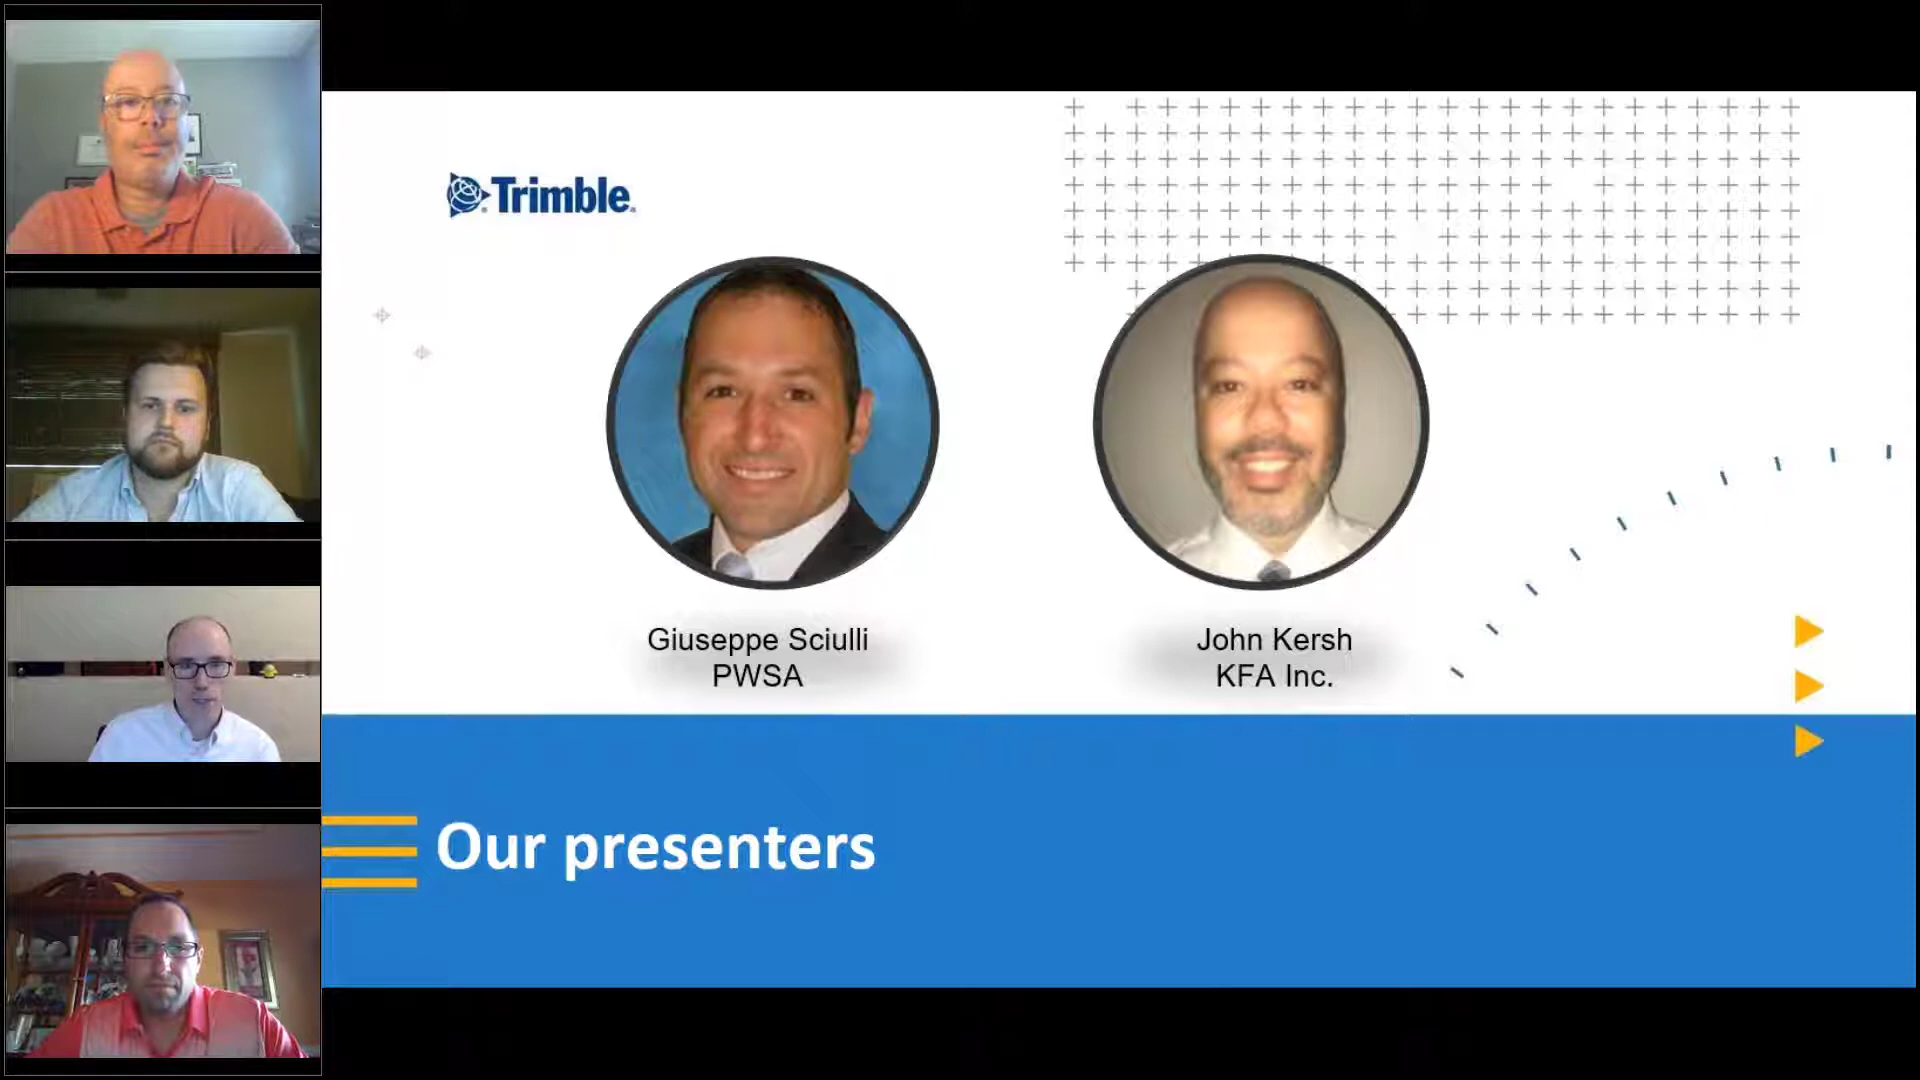 Trimble
Giuseppe Sciulli
PWSA
John Kersh
KFA Inc.
Our presenters